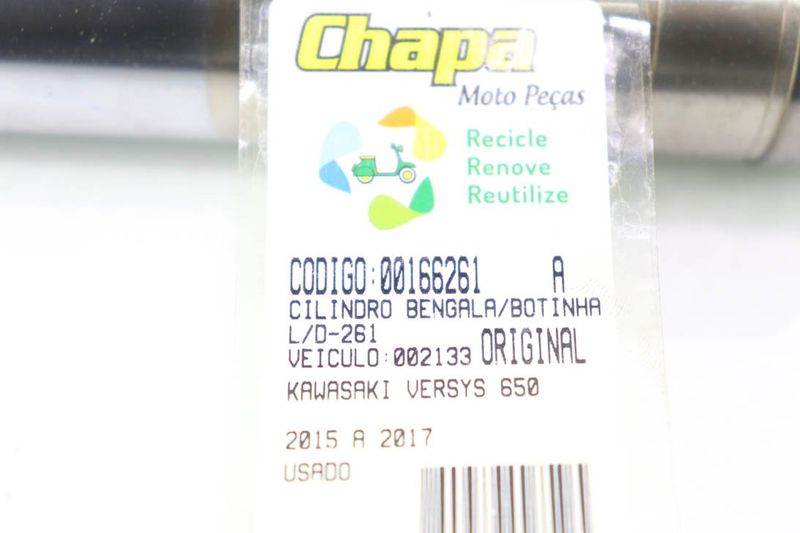 Chapa
Moto Peças
Recicle
Renove
Reutilize
CODIGO:00166261 A
CILINDRO BENGALA/BOTINHA
L/D-261
VEICULO:002133 ORIGINAL
KAWASAKI VERSYS 650
2015 A 2017
USADO